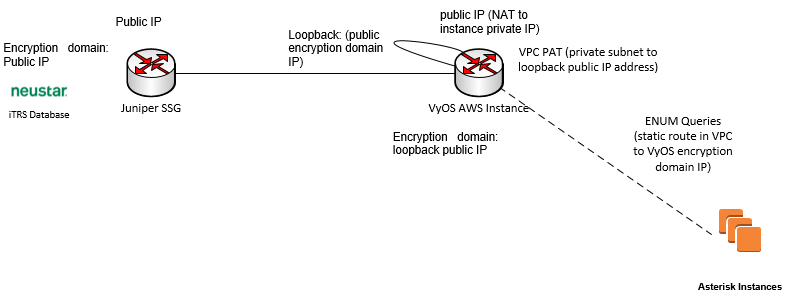 Public IP
Encryption domain:
Public IP
neustar
iTRS Database
Juniper SSG
Loopback: (public
encryption domain
IP)
public IP (NAT to
instance private IP)
VPC PAT (private subnet to
loopback public IP address)
VyOS AWS Instance
Encryption domain:
loopback public IP
ENUM Queries
(static route in VPC
to VyOS encryption
domain IP)
Asterisk Instances